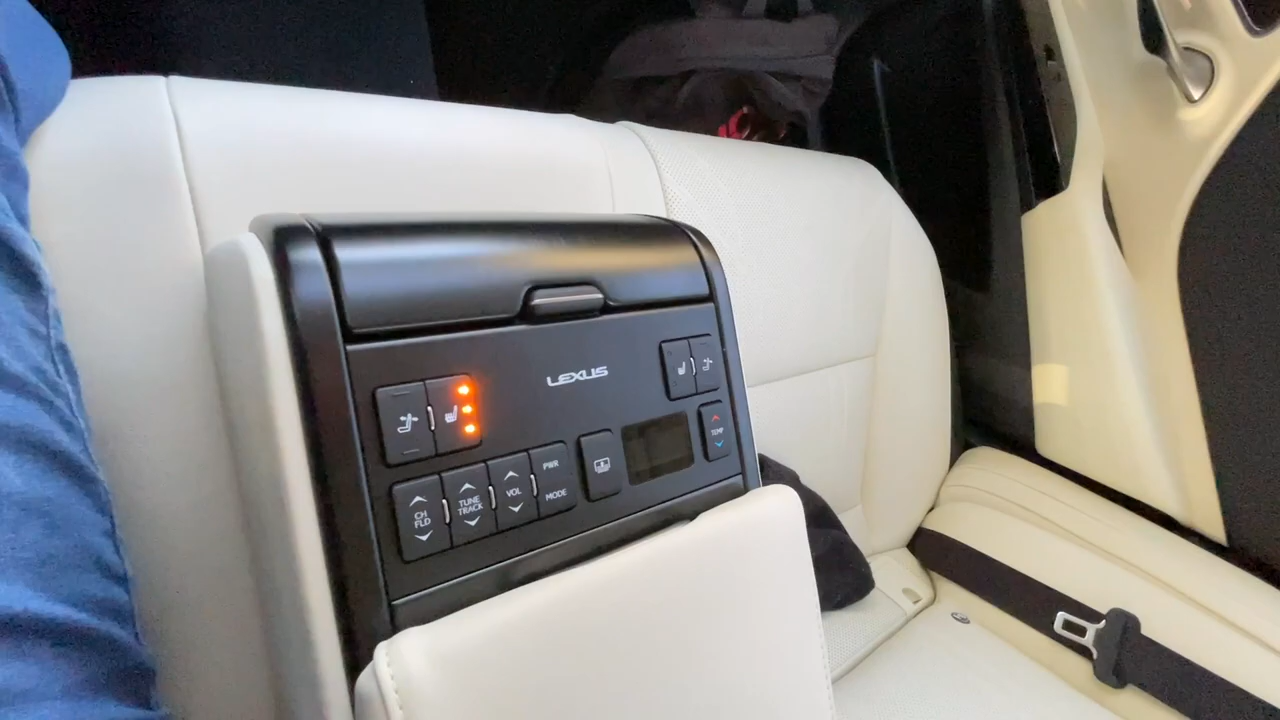 LEXUS
TEMP
CH
FLD
TUNE
TRACK
VOL
PWR
MODE